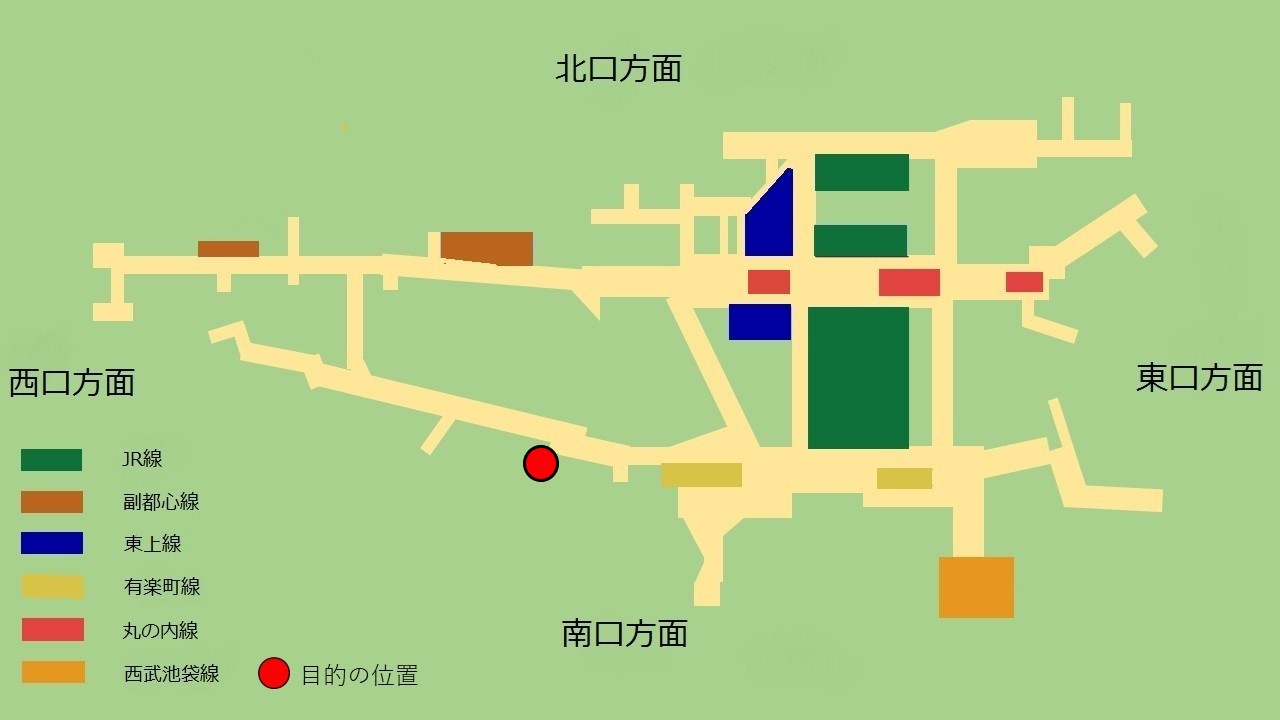 北口方面
西口方面
東口方面
JR線
副都心線
東上線
有楽町線
丸の内線
西武池袋線
目的の位置
南口方面